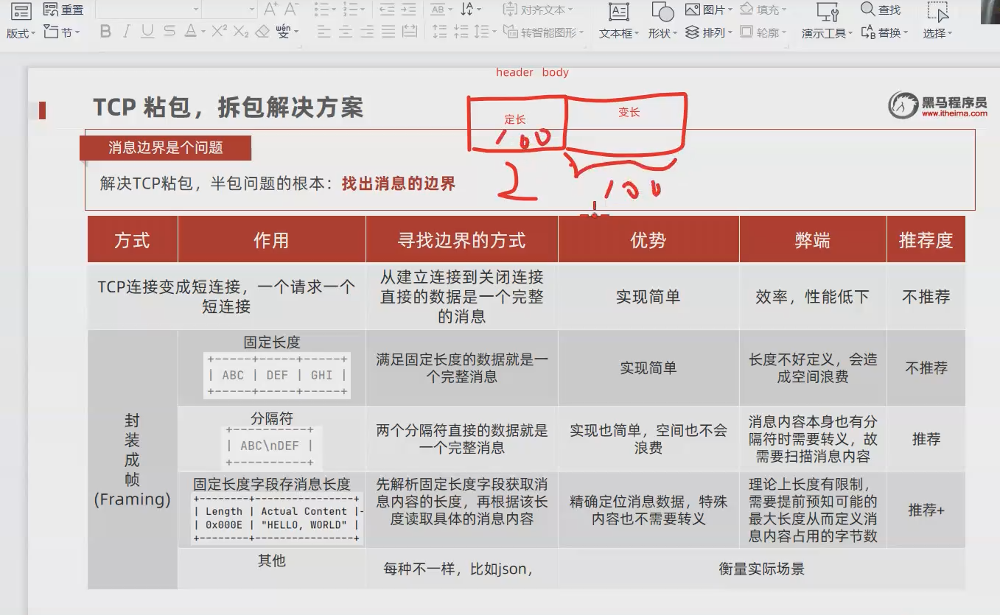 重置
A+ A-
AB
对齐文本
图片
填充
查找
版式
节
B I U S A X² X₂
wén
变
转智能图形
文本框
形状
排列
轮廓
演示工具
替换
选择
header body
TCP 粘包，拆包解决方案
定长
变长
100
黑马程序员
www.itheima.com
消息边界是个问题
解决TCP粘包，半包问题的根本：找出消息的边界
2
100
方式
作用
寻找边界的方式
优势
弊端
推荐度
TCP连接变成短连接，一个请求一个
短连接
从建立连接到关闭连接
直接的数据是一个完整
的消息
实现简单
效率，性能低下
不推荐
封
装
成
帧
(Framing)
固定长度
+-----+-----+-----+
| ABC | DEF | GHI |
+-----+-----+-----+
满足固定长度的数据就是一
个完整消息
实现简单
长度不好定义，会造
成空间浪费
不推荐
分隔符
+----------+
| ABC\nDEF |
+----------+
两个分隔符直接的数据就是
一个完整消息
实现也简单，空间也不会
浪费
消息内容本身也有分
隔符时需要转义，故
需要扫描消息内容
推荐
固定长度字段存消息长度
+--------+----------------+
| Length | Actual Content |-
| 0x000E | "HELLO, WORLD" |
+--------+----------------+
先解析固定长度字段获取消
息内容的长度，再根据该长
度读取具体的消息内容
精确定位消息数据，特殊
内容也不需要转义
理论上长度有限制，
需要提前预知可能的
最大长度从而定义消
息内容占用的字节数
推荐+
其他
每种不一样，比如json，
衡量实际场景